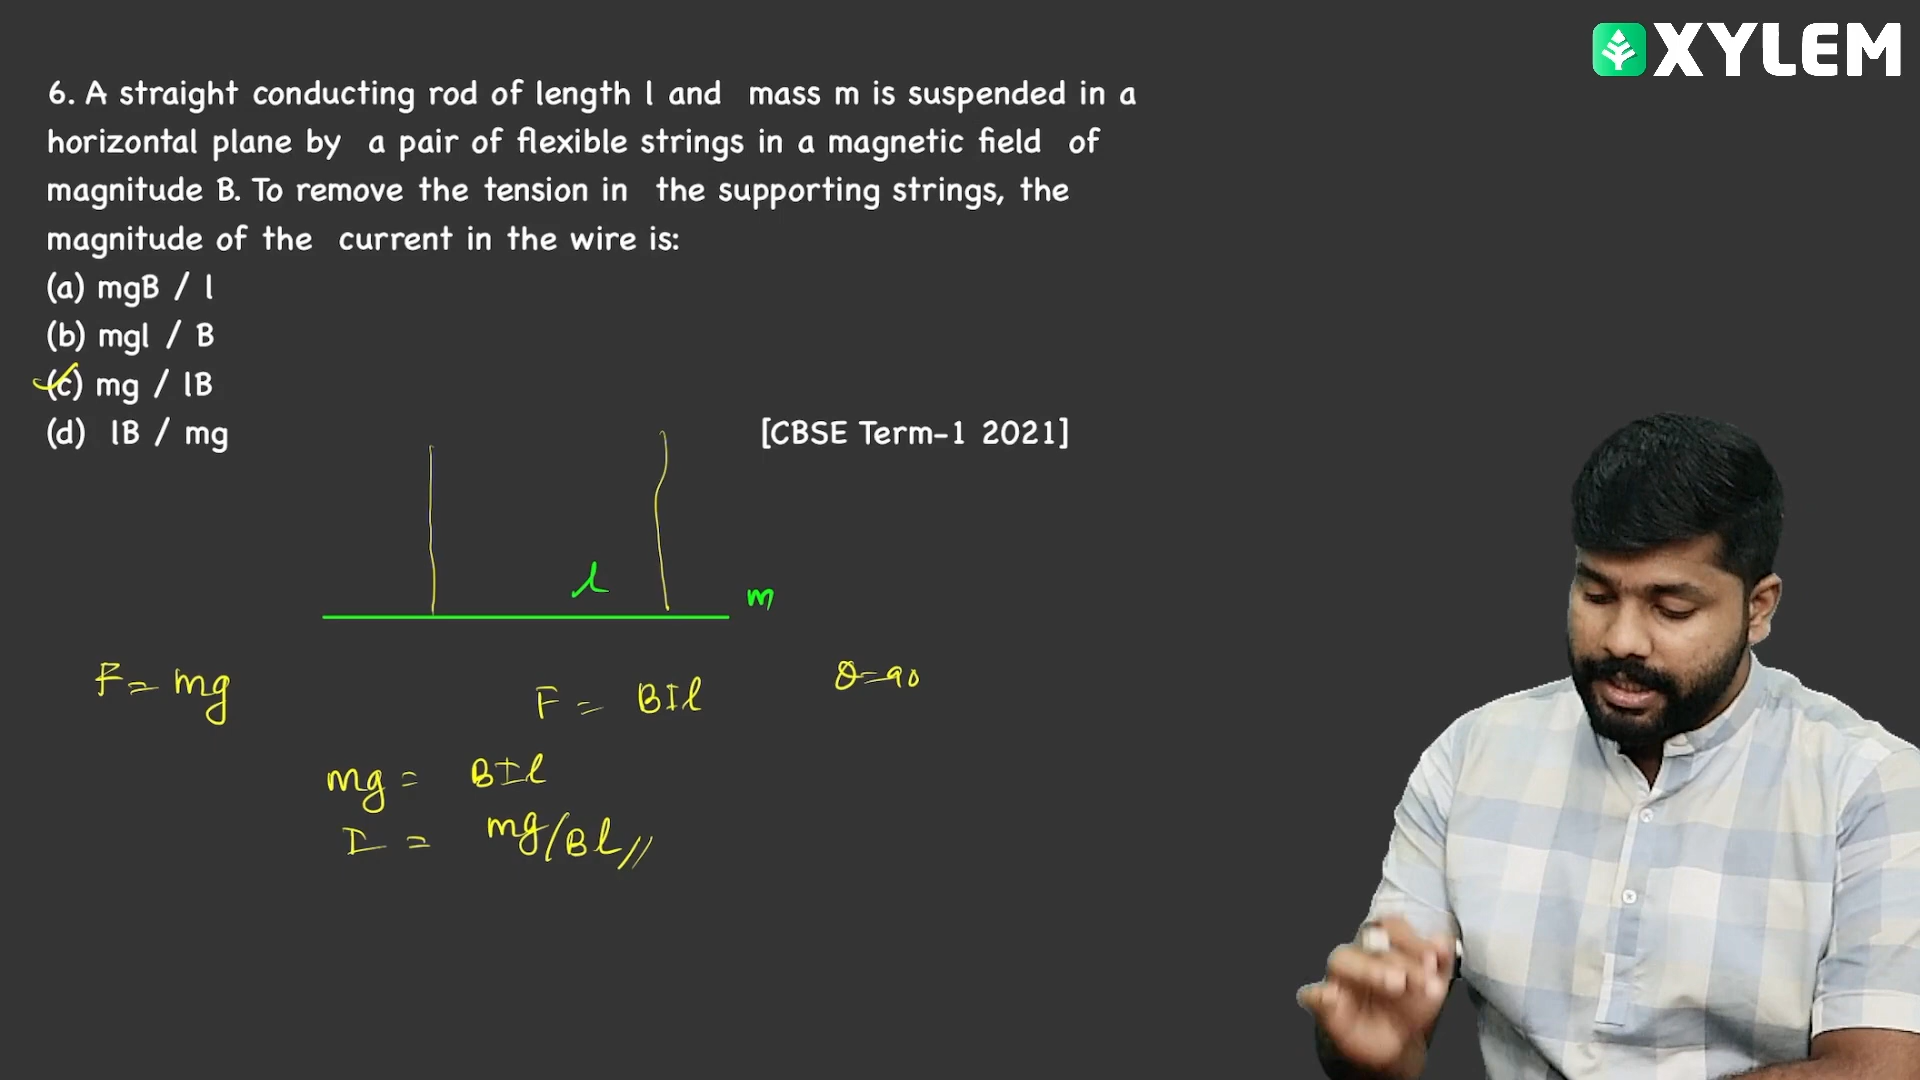 XYLEM
6. A straight conducting rod of length l and mass m is suspended in a
horizontal plane by a pair of flexible strings in a magnetic field of
magnitude B. To remove the tension in the supporting strings, the
magnitude of the current in the wire is:
(a) mgB / l
(b) mgl / B
(c) mg / lB
(d) lB / mg
[CBSE Term-1 2021]
l
m
F = mg
F = BIl
θ=90
mg = BIl
I = mg/Bl //